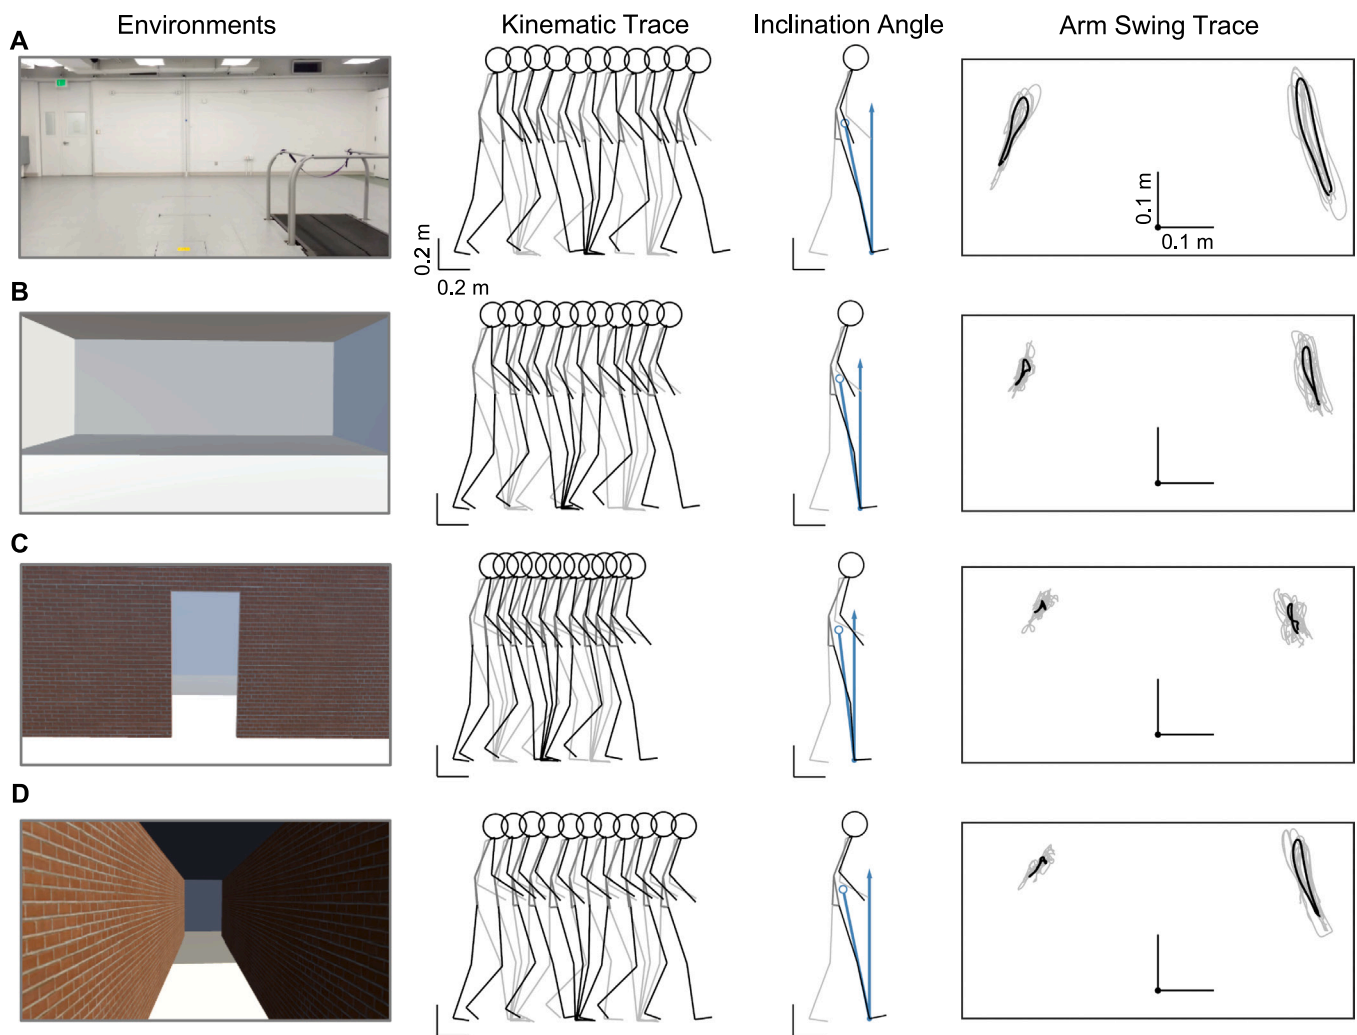 Environments Kinematic Trace Inclination Angle Arm Swing Trace
A
0.2 m
0.2 m
0.1 m
0.1 m
B
C
D